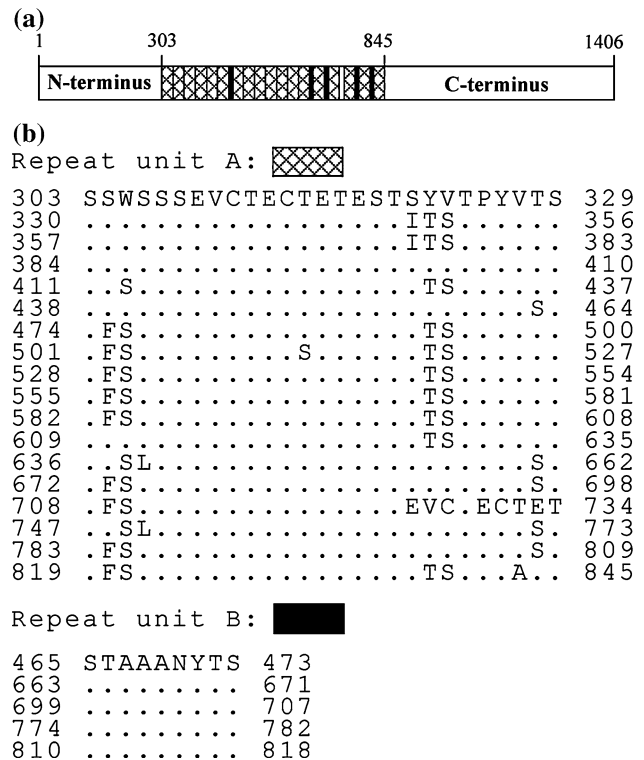 (a)
1 303 845 1406
N-terminus C-terminus
(b)
Repeat unit A:
303 SSWSSSEVCTECTETESTSYVTPYVTS 329
330 ..................ITS...... 356
357 ..................ITS...... 383
384 ........................... 410
411 ..S................TS...... 437
438 .........................S. 464
474 .FS................TS...... 500
501 .FS.........S......TS...... 527
528 .FS................TS...... 554
555 .FS................TS...... 581
582 .FS................TS...... 608
609 ...................TS...... 635
636 ..SL.....................S. 662
672 .FS......................S. 698
708 .FS...............EVC.ECTET 734
747 ..SL.....................S. 773
783 .FS......................S. 809
819 .FS................TS...A.. 845
Repeat unit B:
465 STAAANYTS 473
663 ......... 671
699 ......... 707
774 ......... 782
810 ......... 818